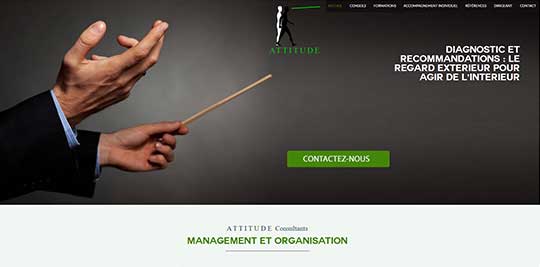 ACCUEIL CONSEILS FORMATIONS ACCOMPAGNEMENT INDIVIDUEL RÉFÉRENCES DIRIGEANT CONTACT
ATTITUDE
DIAGNOSTIC ET
RECOMMANDATIONS : LE
REGARD EXTERIEUR POUR
AGIR DE L'INTERIEUR
CONTACTEZ-NOUS
ATTITUDE Consultants
MANAGEMENT ET ORGANISATION